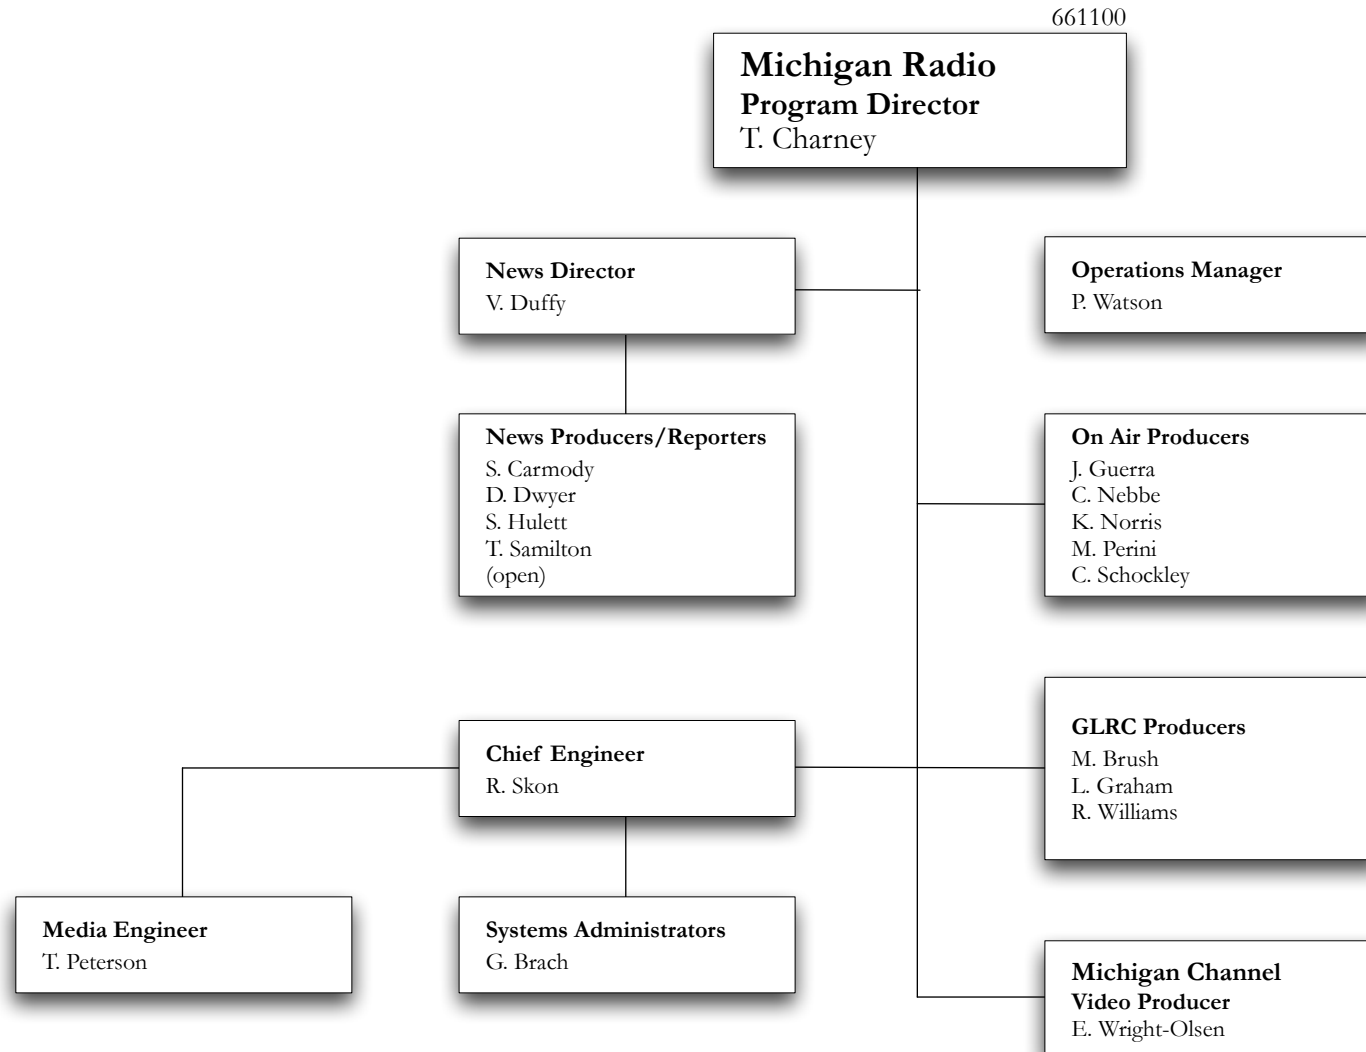 661100
Michigan Radio
Program Director
T. Charney
News Director
V. Duffy
Operations Manager
P. Watson
News Producers/Reporters
S. Carmody
D. Dwyer
S. Hulett
T. Samilton
(open)
On Air Producers
J. Guerra
C. Nebbe
K. Norris
M. Perini
C. Schockley
Chief Engineer
R. Skon
GLRC Producers
M. Brush
L. Graham
R. Williams
Media Engineer
T. Peterson
Systems Administrators
G. Brach
Michigan Channel
Video Producer
E. Wright-Olsen